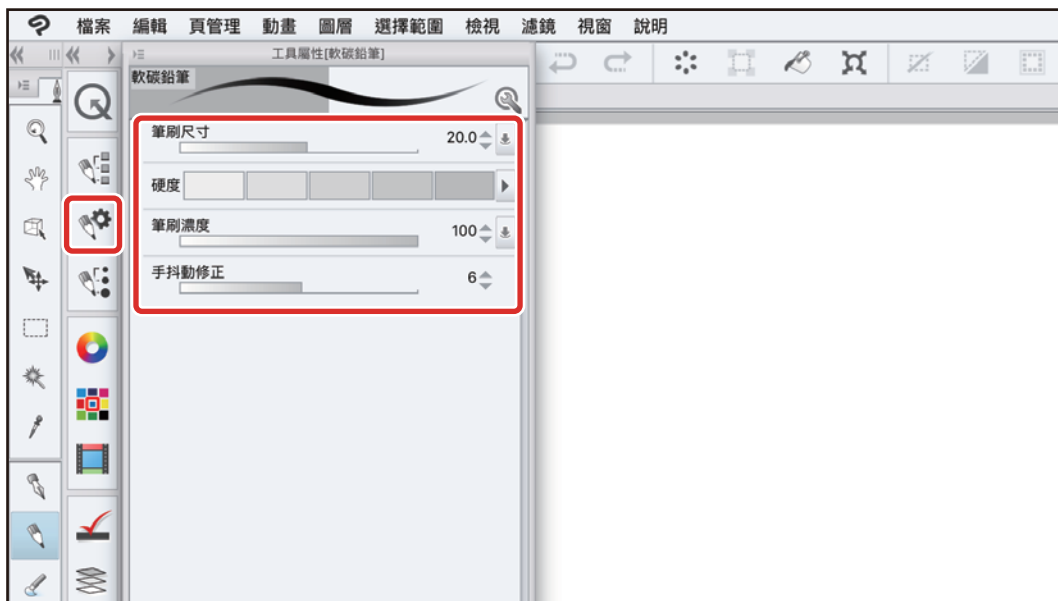 檔案 編輯 頁管理 動畫 圖層 選擇範圍 檢視 濾鏡 視窗 說明
工具屬性[軟碳鉛筆]
軟碳鉛筆
筆刷尺寸 20.0
硬度
筆刷濃度 100
手抖動修正 6